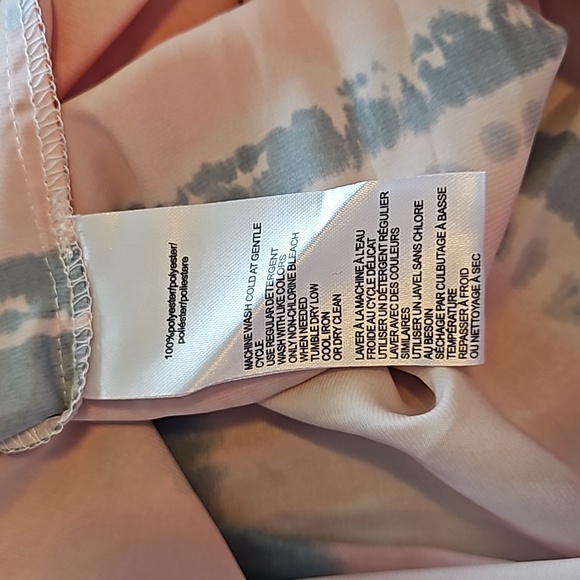 100%polyester/polyester/
poliéster/poliestere
MACHINE WASH COLD AT GENTLE
CYCLE
USE REGULAR DETERGENT
WASH W/LIKE COLORS
ONLY NON-CHLORINE BLEACH
WHEN NEEDED
TUMBLE DRY LOW
COOL IRON
OR DRY CLEAN
LAVER À LA MACHINE À L'EAU
FROIDE AU CYCLE DÉLICAT
UTILISER UN DÉTERGENT RÉGULIER
LAVER AVEC DES COULEURS
SIMILAIRES
UTILISER UN JAVEL SANS CHLORE
AU BESOIN
SÉCHAGE PAR CULBUTAGE À BASSE
TEMPÉRATURE
REPASSER À FROID
OU NETTOYAGE À SEC